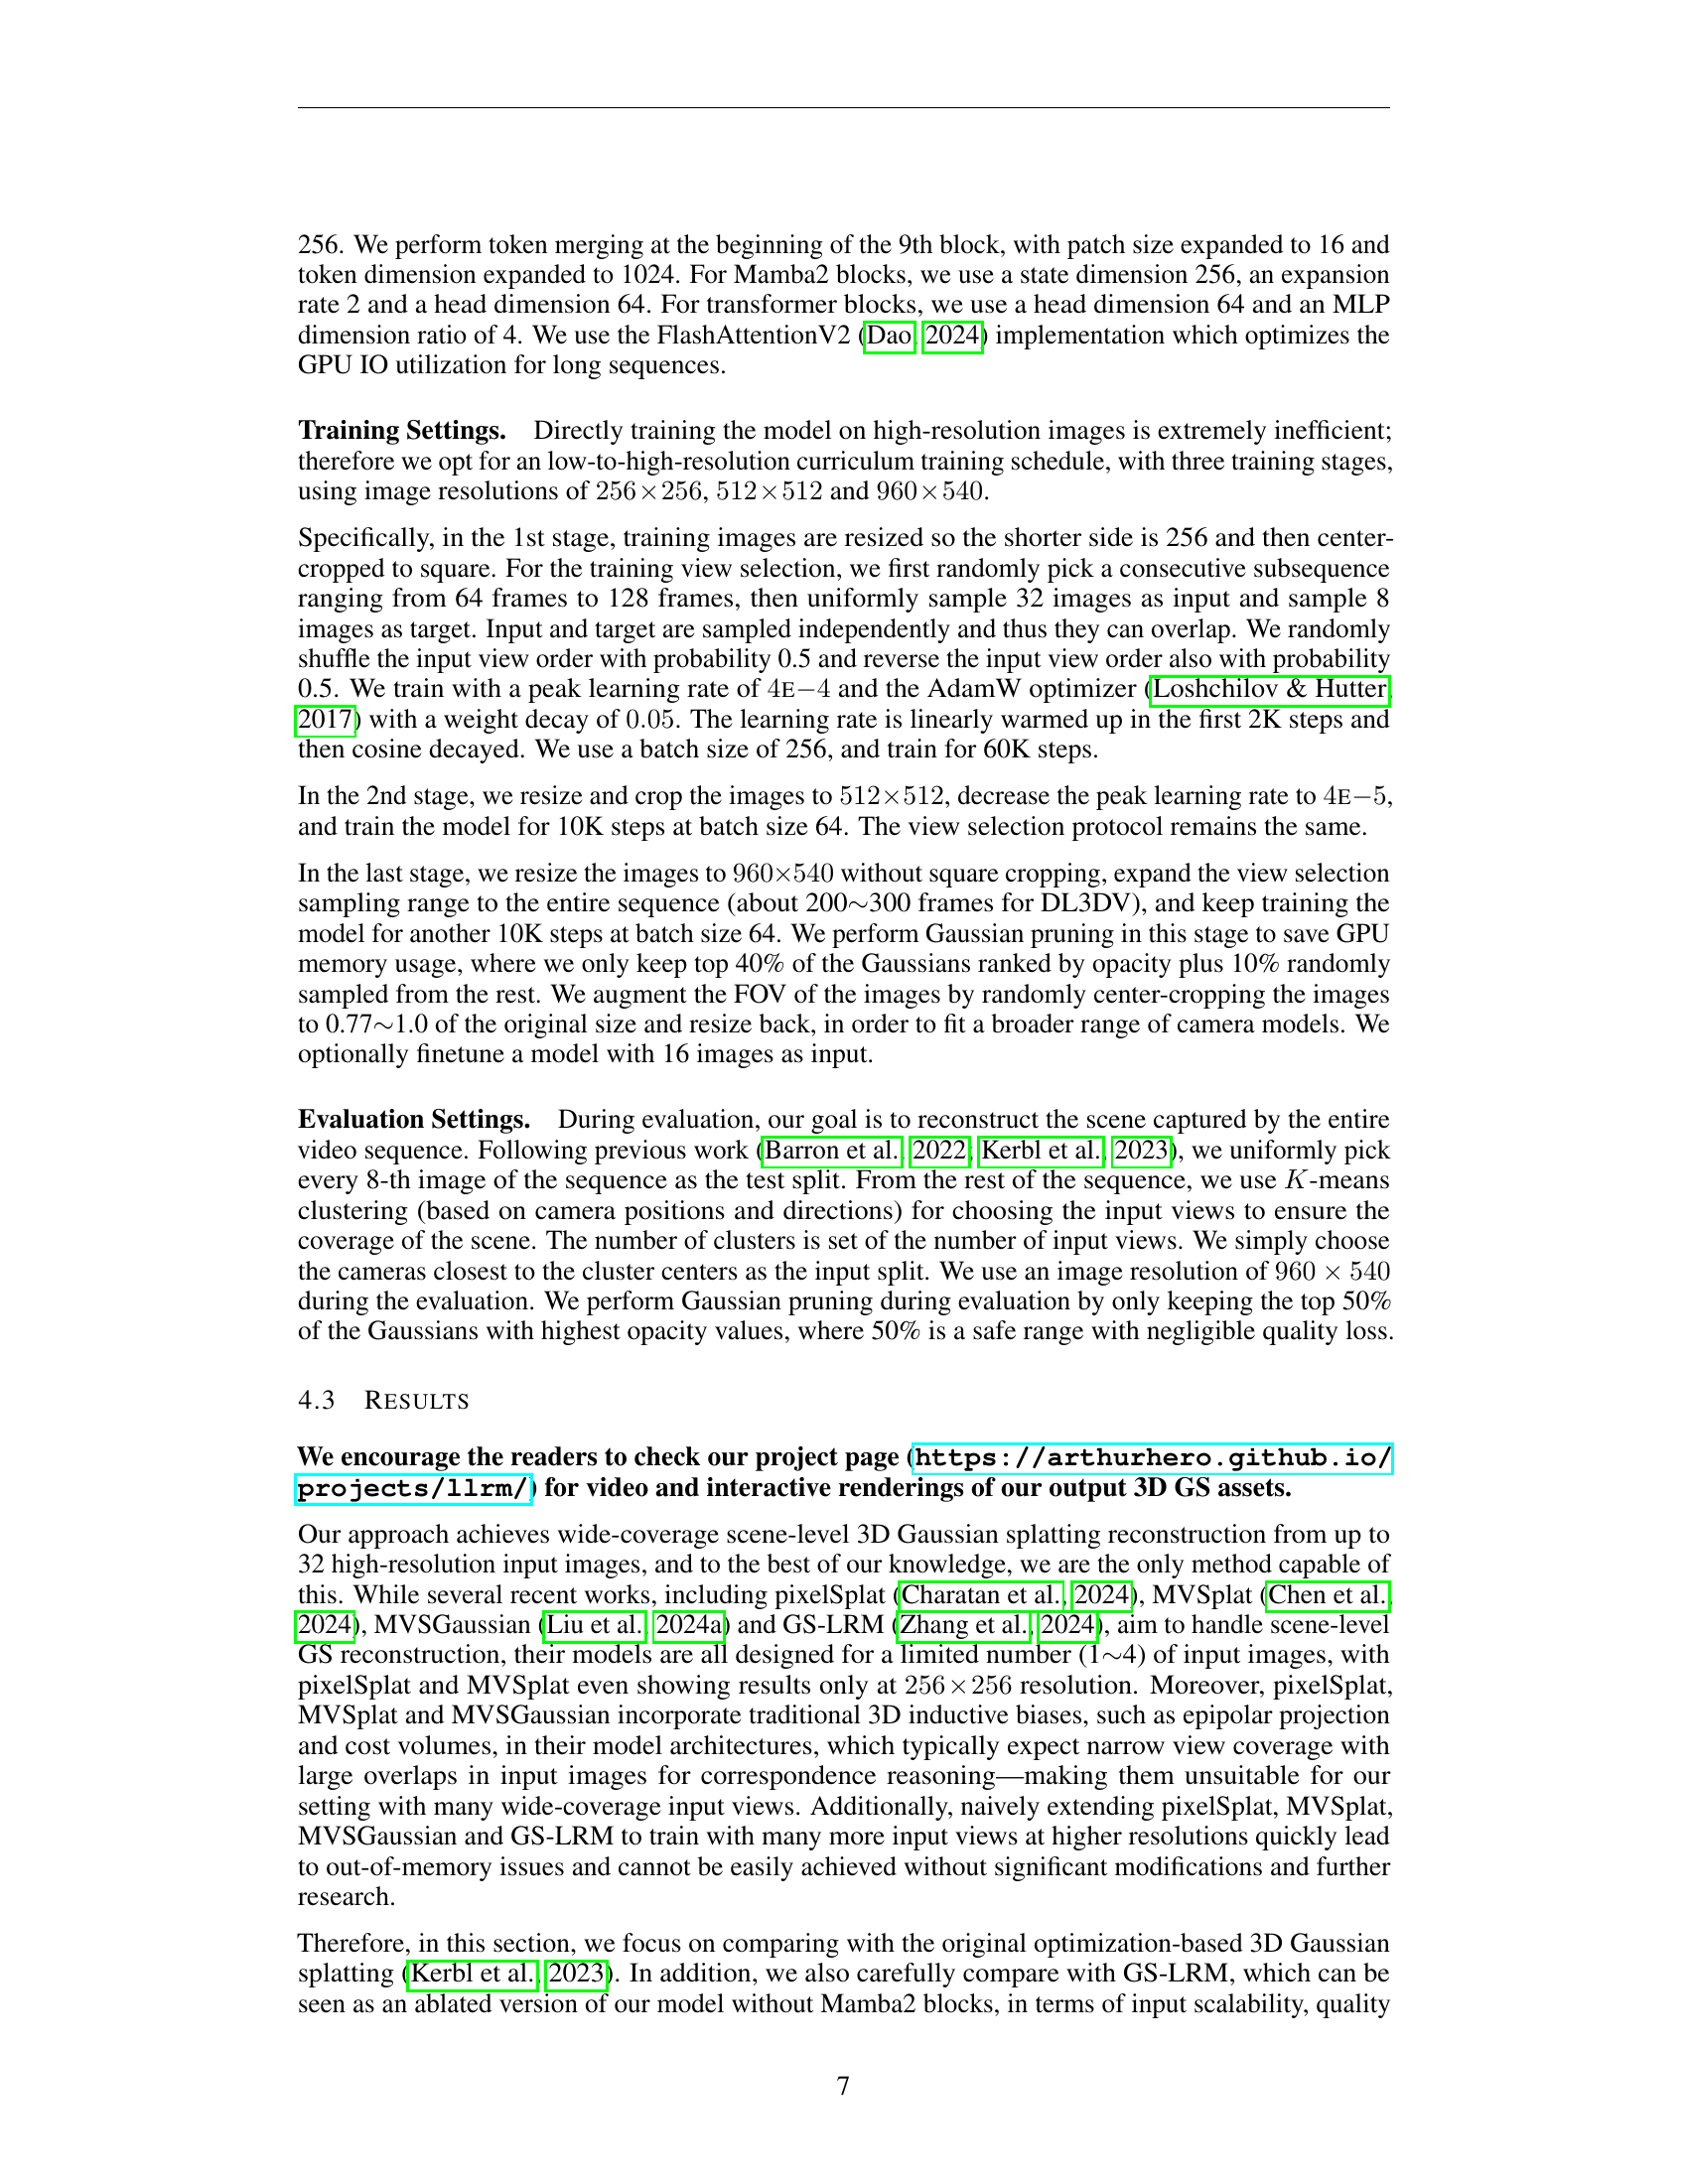 256. We perform token merging at the beginning of the 9th block, with patch size expanded to 16 and
token dimension expanded to 1024. For Mamba2 blocks, we use a state dimension 256, an expansion
rate 2 and a head dimension 64. For transformer blocks, we use a head dimension 64 and an MLP
dimension ratio of 4. We use the FlashAttentionV2 (Dao, 2024) implementation which optimizes the
GPU IO utilization for long sequences.
Training Settings. Directly training the model on high-resolution images is extremely inefficient;
therefore we opt for an low-to-high-resolution curriculum training schedule, with three training stages,
using image resolutions of 256×256, 512×512 and 960×540.
Specifically, in the 1st stage, training images are resized so the shorter side is 256 and then center-
cropped to square. For the training view selection, we first randomly pick a consecutive subsequence
ranging from 64 frames to 128 frames, then uniformly sample 32 images as input and sample 8
images as target. Input and target are sampled independently and thus they can overlap. We randomly
shuffle the input view order with probability 0.5 and reverse the input view order also with probability
0.5. We train with a peak learning rate of 4E−4 and the AdamW optimizer (Loshchilov & Hutter,
2017) with a weight decay of 0.05. The learning rate is linearly warmed up in the first 2K steps and
then cosine decayed. We use a batch size of 256, and train for 60K steps.
In the 2nd stage, we resize and crop the images to 512×512, decrease the peak learning rate to 4E−5,
and train the model for 10K steps at batch size 64. The view selection protocol remains the same.
In the last stage, we resize the images to 960×540 without square cropping, expand the view selection
sampling range to the entire sequence (about 200∼300 frames for DL3DV), and keep training the
model for another 10K steps at batch size 64. We perform Gaussian pruning in this stage to save GPU
memory usage, where we only keep top 40% of the Gaussians ranked by opacity plus 10% randomly
sampled from the rest. We augment the FOV of the images by randomly center-cropping the images
to 0.77∼1.0 of the original size and resize back, in order to fit a broader range of camera models. We
optionally finetune a model with 16 images as input.
Evaluation Settings. During evaluation, our goal is to reconstruct the scene captured by the entire
video sequence. Following previous work (Barron et al., 2022; Kerbl et al., 2023), we uniformly pick
every 8-th image of the sequence as the test split. From the rest of the sequence, we use K-means
clustering (based on camera positions and directions) for choosing the input views to ensure the
coverage of the scene. The number of clusters is set of the number of input views. We simply choose
the cameras closest to the cluster centers as the input split. We use an image resolution of 960 × 540
during the evaluation. We perform Gaussian pruning during evaluation by only keeping the top 50%
of the Gaussians with highest opacity values, where 50% is a safe range with negligible quality loss.
4.3 RESULTS
We encourage the readers to check our project page (https://arthurhero.github.io/
projects/llrm/) for video and interactive renderings of our output 3D GS assets.
Our approach achieves wide-coverage scene-level 3D Gaussian splatting reconstruction from up to
32 high-resolution input images, and to the best of our knowledge, we are the only method capable of
this. While several recent works, including pixelSplat (Charatan et al., 2024), MVSplat (Chen et al.,
2024), MVSGaussian (Liu et al., 2024a) and GS-LRM (Zhang et al., 2024), aim to handle scene-level
GS reconstruction, their models are all designed for a limited number (1∼4) of input images, with
pixelSplat and MVSplat even showing results only at 256×256 resolution. Moreover, pixelSplat,
MVSplat and MVSGaussian incorporate traditional 3D inductive biases, such as epipolar projection
and cost volumes, in their model architectures, which typically expect narrow view coverage with
large overlaps in input images for correspondence reasoning—making them unsuitable for our
setting with many wide-coverage input views. Additionally, naively extending pixelSplat, MVSplat,
MVSGaussian and GS-LRM to train with many more input views at higher resolutions quickly lead
to out-of-memory issues and cannot be easily achieved without significant modifications and further
research.
Therefore, in this section, we focus on comparing with the original optimization-based 3D Gaussian
splatting (Kerbl et al., 2023). In addition, we also carefully compare with GS-LRM, which can be
seen as an ablated version of our model without Mamba2 blocks, in terms of input scalability, quality
7